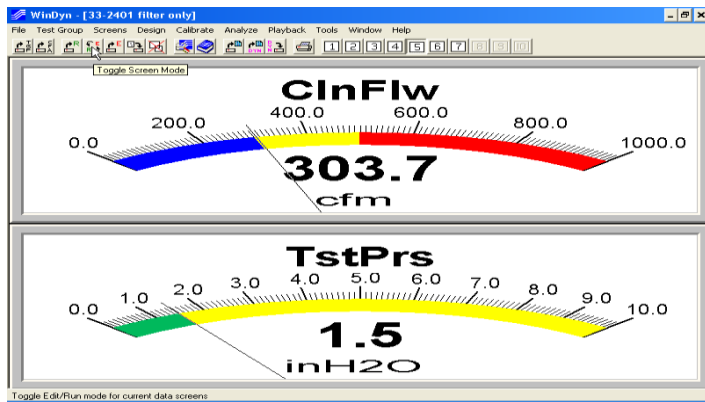 WinDyn - [33-2401 filter only]
File Test Group Screens Design Calibrate Analyze Playback Tools Window Help
1 2 3 4 5 6 7 8 9 10
Toggle Screen Mode
ClnFlw
0.0 200.0 400.0 600.0 800.0 1000.0
303.7
cfm
TstPrs
0.0 1.0 2.0 3.0 4.0 5.0 6.0 7.0 8.0 9.0 10.0
1.5
inH2O
Toggle Edit/Run mode for current data screens